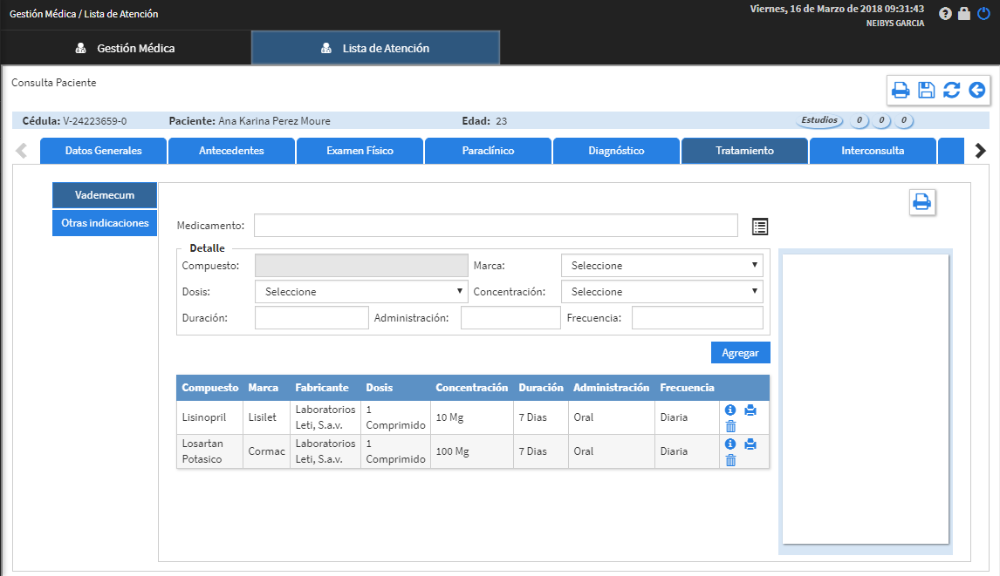 Gestión Médica / Lista de Atención
Viernes, 16 de Marzo de 2018 09:31:43
NEIBYS GARCIA
Gestión Médica
Lista de Atención
Consulta Paciente
Cédula: V-24223659-0 Paciente: Ana Karina Perez Moure Edad: 23 Estudios 0 0 0
Datos Generales Antecedentes Examen Físico Paraclínico Diagnóstico Tratamiento Interconsulta
Vademecum
Otras indicaciones
Medicamento:
Detalle
Compuesto: Marca: Seleccione
Dosis: Seleccione Concentración: Seleccione
Duración: Administración: Frecuencia:
Agregar
Compuesto Marca Fabricante Dosis Concentración Duración Administración Frecuencia
Lisinopril Lisilet Laboratorios Leti, S.a.v. 1 Comprimido 10 Mg 7 Dias Oral Diaria
Losartan Potasico Cormac Laboratorios Leti, S.a.v. 1 Comprimido 100 Mg 7 Dias Oral Diaria